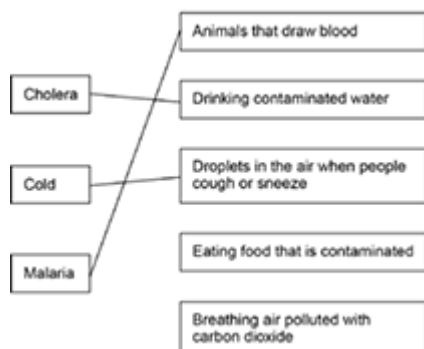 Animals that draw blood
Cholera
Drinking contaminated water
Droplets in the air when people
cough or sneeze
Cold
Eating food that is contaminated
Malaria
Breathing air polluted with
carbon dioxide